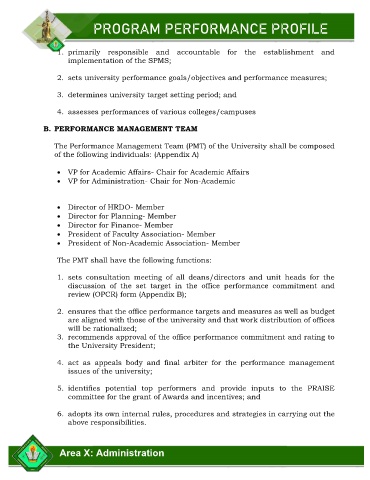 PROGRAM PERFORMANCE PROFILE
1. primarily responsible and accountable for the establishment and
implementation of the SPMS;
2. sets university performance goals/objectives and performance measures;
3. determines university target setting period; and
4. assesses performances of various colleges/campuses
B. PERFORMANCE MANAGEMENT TEAM
The Performance Management Team (PMT) of the University shall be composed
of the following individuals: (Appendix A)
• VP for Academic Affairs- Chair for Academic Affairs
• VP for Administration- Chair for Non-Academic
• Director of HRDO- Member
• Director for Planning- Member
• Director for Finance- Member
• President of Faculty Association- Member
• President of Non-Academic Association- Member
The PMT shall have the following functions:
1. sets consultation meeting of all deans/directors and unit heads for the
discussion of the set target in the office performance commitment and
review (OPCR) form (Appendix B);
2. ensures that the office performance targets and measures as well as budget
are aligned with those of the university and that work distribution of offices
will be rationalized;
3. recommends approval of the office performance commitment and rating to
the University President;
4. act as appeals body and final arbiter for the performance management
issues of the university;
5. identifies potential top performers and provide inputs to the PRAISE
committee for the grant of Awards and incentives; and
6. adopts its own internal rules, procedures and strategies in carrying out the
above responsibilities.
Area X: Administration